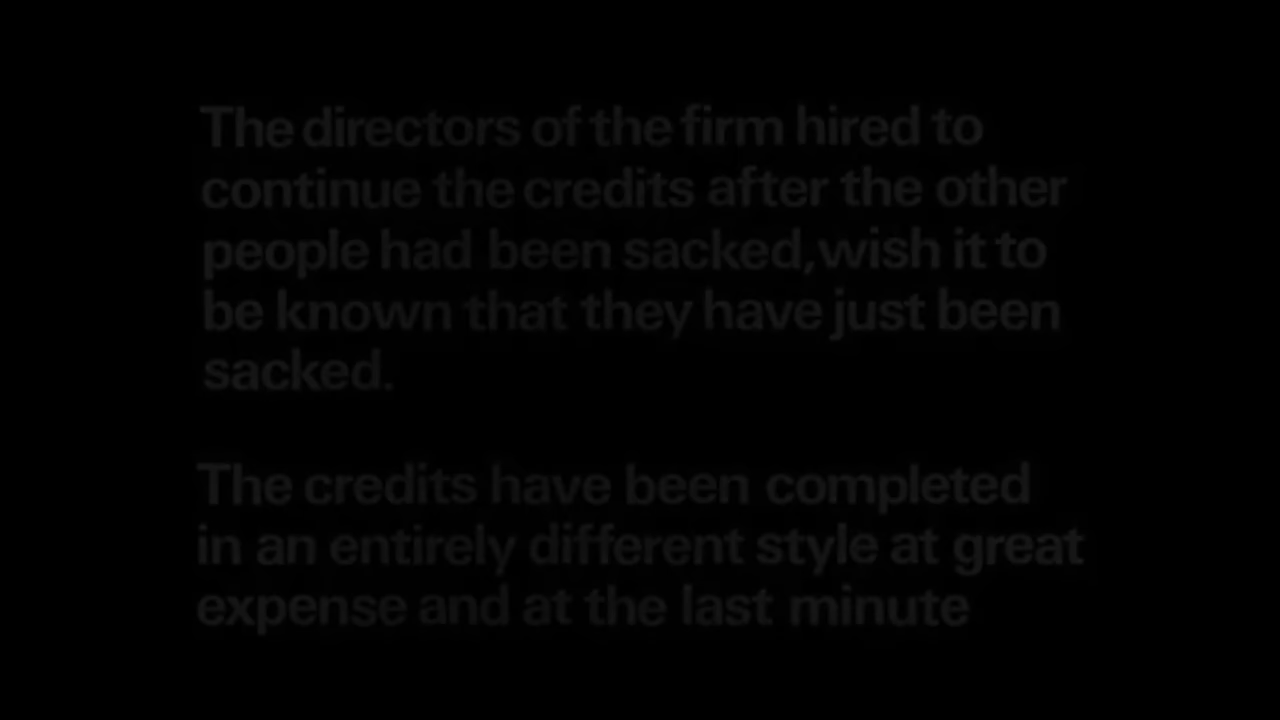 The directors of the firm hired to
continue the credits after the other
people had been sacked, wish it to
be known that they have just been
sacked.
The credits have been completed
in an entirely different style at great
expense and at the last minute